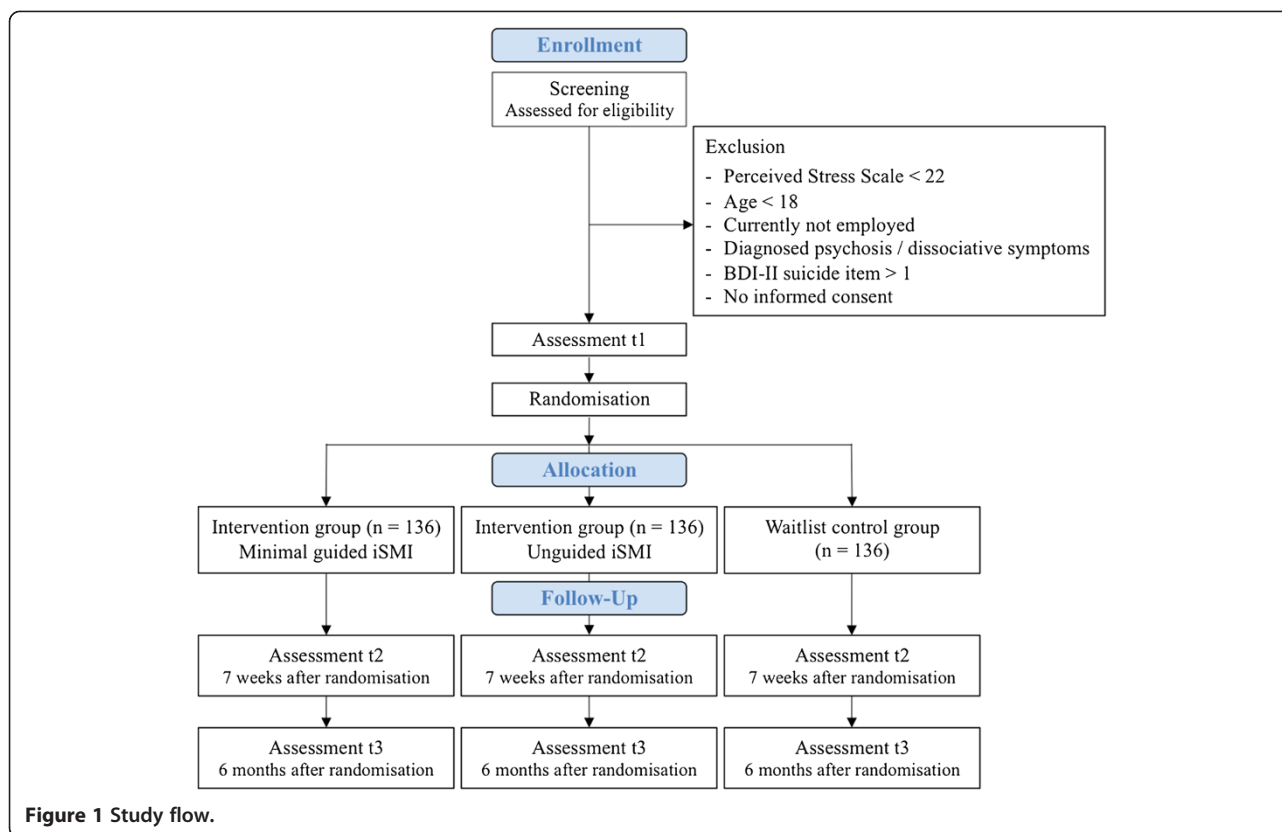 Enrollment
Screening
Assessed for eligibility
Exclusion
- Perceived Stress Scale < 22
- Age < 18
- Currently not employed
- Diagnosed psychosis / dissociative symptoms
- BDI-II suicide item > 1
- No informed consent
Assessment t1
Randomisation
Allocation
Intervention group (n = 136)
Minimal guided iSMI
Intervention group (n = 136)
Unguided iSMI
Waitlist control group
(n = 136)
Follow-Up
Assessment t2
7 weeks after randomisation
Assessment t2
7 weeks after randomisation
Assessment t2
7 weeks after randomisation
Assessment t3
6 months after randomisation
Assessment t3
6 months after randomisation
Assessment t3
6 months after randomisation
Figure 1 Study flow.